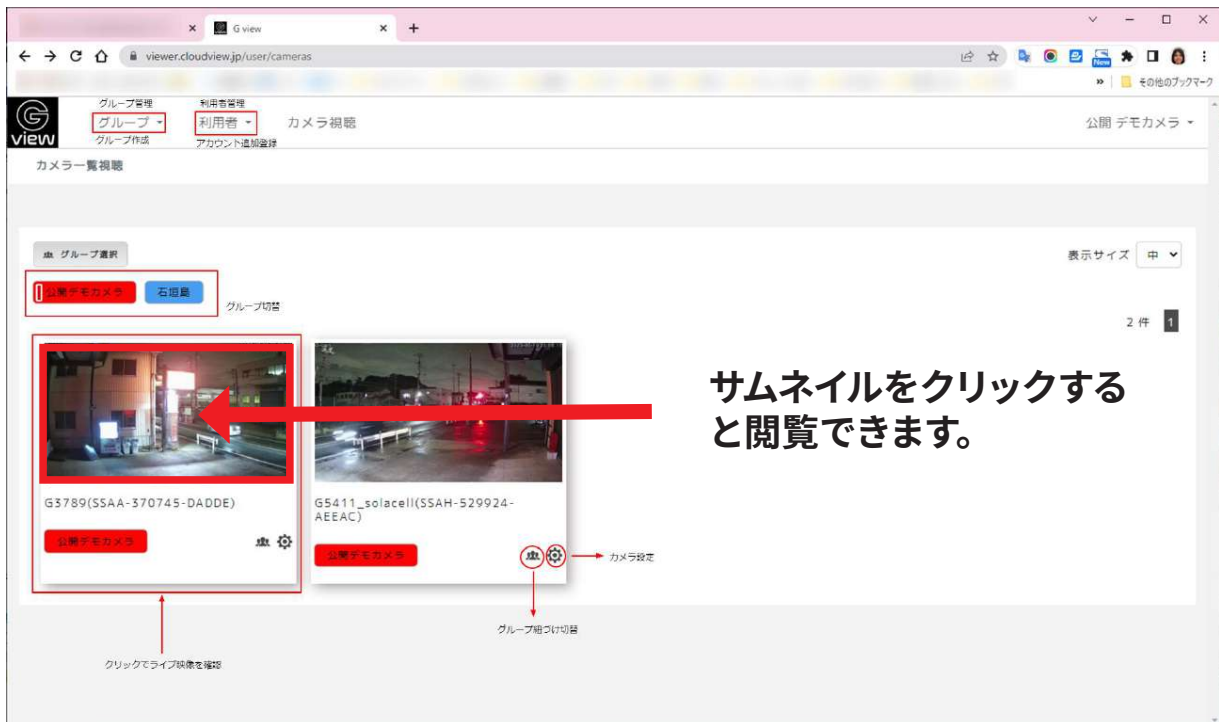 G view
viewer.cloudview.jp/user/cameras
New
その他のブックマーク
G
view
グループ管理
利用者管理
グループ
利用者
カメラ視聴
公開 デモカメラ
グループ作成
アカウント追加登録
カメラ一覧視聴
グループ選択
表示サイズ 中
公開デモカメラ
石垣島
グループ切替
2 件 1
サムネイルをクリックする
と閲覧できます。
G3789(SSAA-370745-DADDE)
G5411_solacell(SSAH-529924-
AEEAC)
公開デモカメラ
公開デモカメラ
カメラ設定
グループ紐づけ切替
クリックでライブ映像を確認